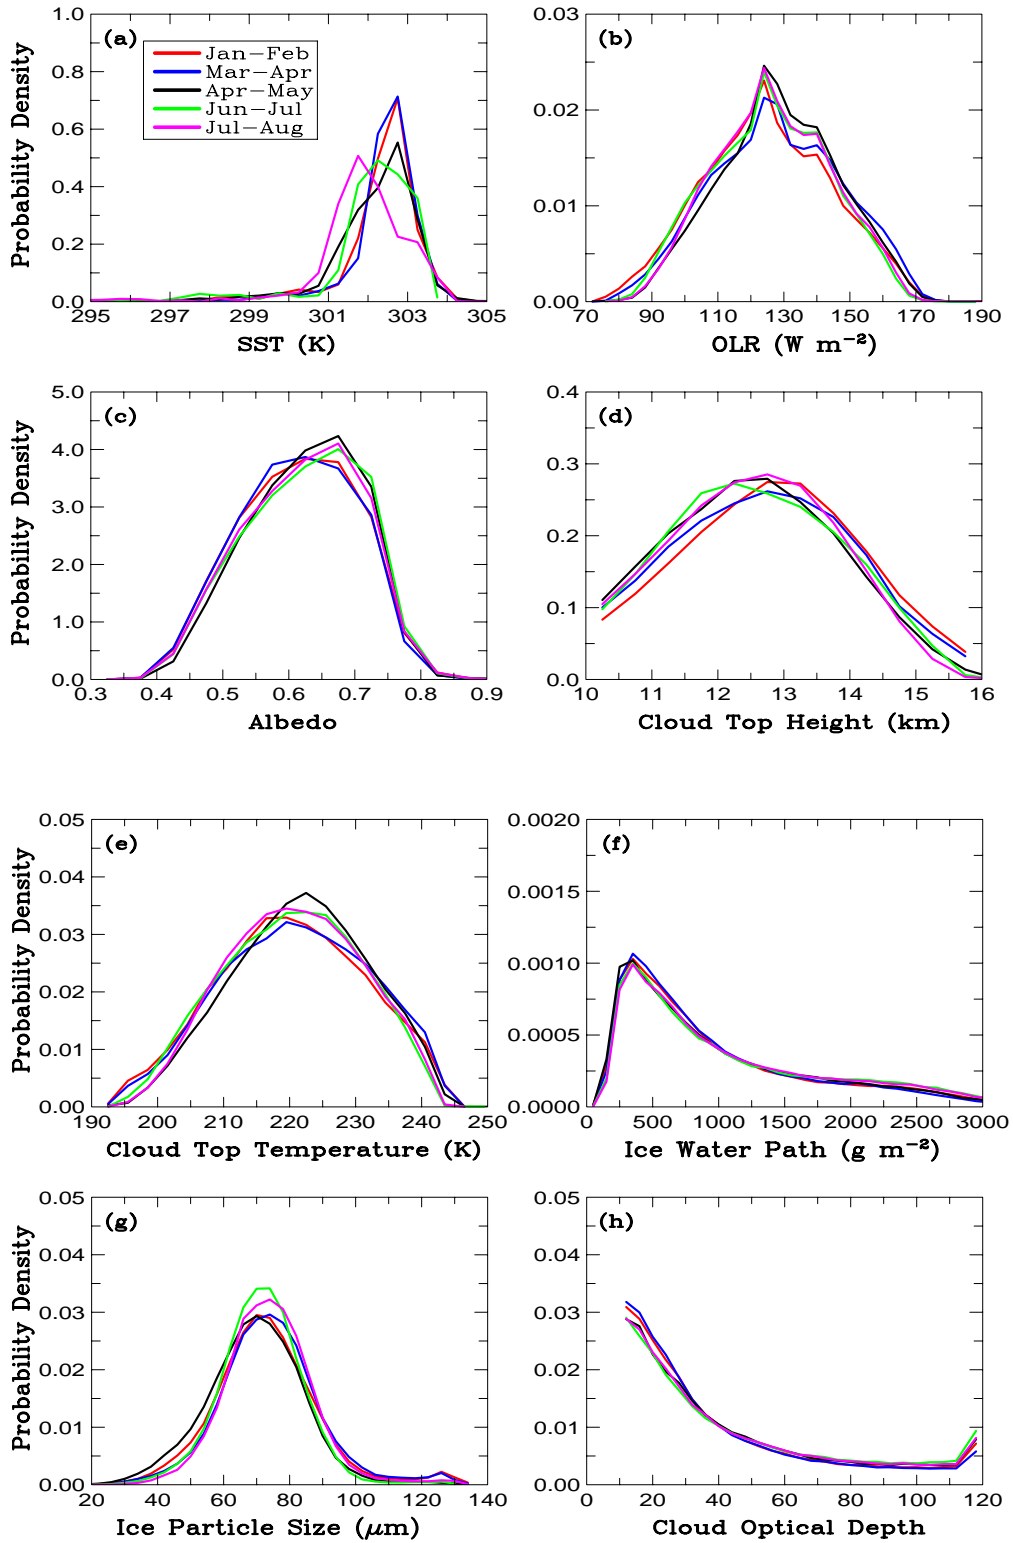 (a)
Jan-Feb
Mar-Apr
Apr-May
Jun-Jul
Jul-Aug
Probability Density
1.0
0.8
0.6
0.4
0.2
0.0
295 297 299 301 303 305
SST (K)
(b)
0.03
0.02
0.01
0.00
70 90 110 130 150 170 190
OLR (W m⁻²)
(c)
Probability Density
5.0
4.0
3.0
2.0
1.0
0.0
0.3 0.4 0.5 0.6 0.7 0.8 0.9
Albedo
(d)
0.4
0.3
0.2
0.1
0.0
10 11 12 13 14 15 16
Cloud Top Height (km)
(e)
Probability Density
0.05
0.04
0.03
0.02
0.01
0.00
190 200 210 220 230 240 250
Cloud Top Temperature (K)
(f)
0.0020
0.0015
0.0010
0.0005
0.0000
0 500 1000 1500 2000 2500 3000
Ice Water Path (g m⁻²)
(g)
Probability Density
0.05
0.04
0.03
0.02
0.01
0.00
20 40 60 80 100 120 140
Ice Particle Size (μm)
(h)
0.05
0.04
0.03
0.02
0.01
0.00
0 20 40 60 80 100 120
Cloud Optical Depth